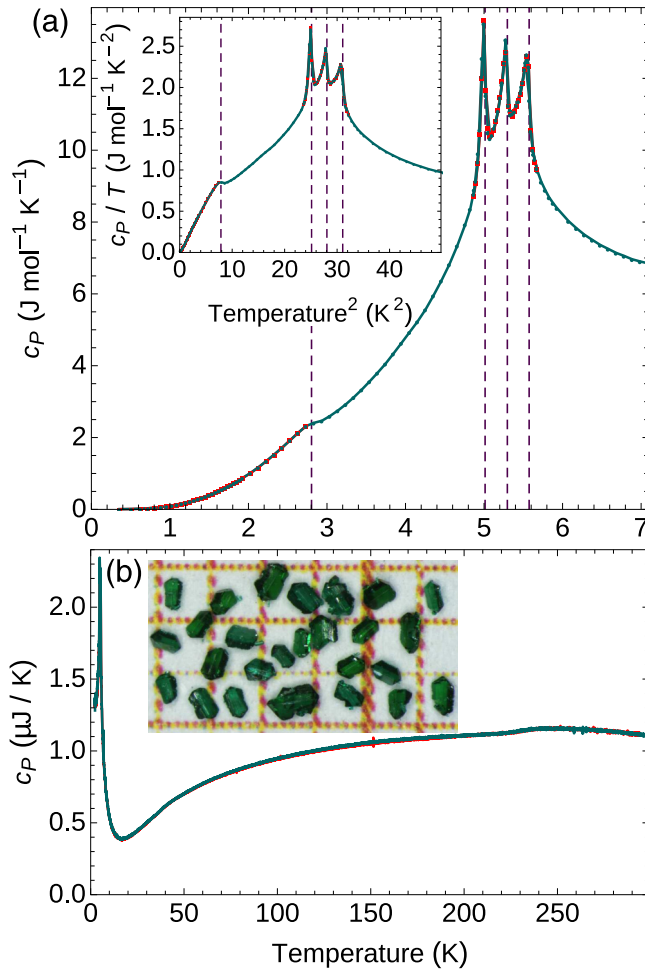 (a)
c_P (J mol⁻¹ K⁻¹)
12
10
8
6
4
2
0
0 1 2 3 4 5 6 7
c_P / T (J mol⁻¹ K⁻²)
2.5
2.0
1.5
1.0
0.5
0.0
0 10 20 30 40
Temperature² (K²)
(b)
c_P (μJ / K)
2.0
1.5
1.0
0.5
0.0
0 50 100 150 200 250
Temperature (K)